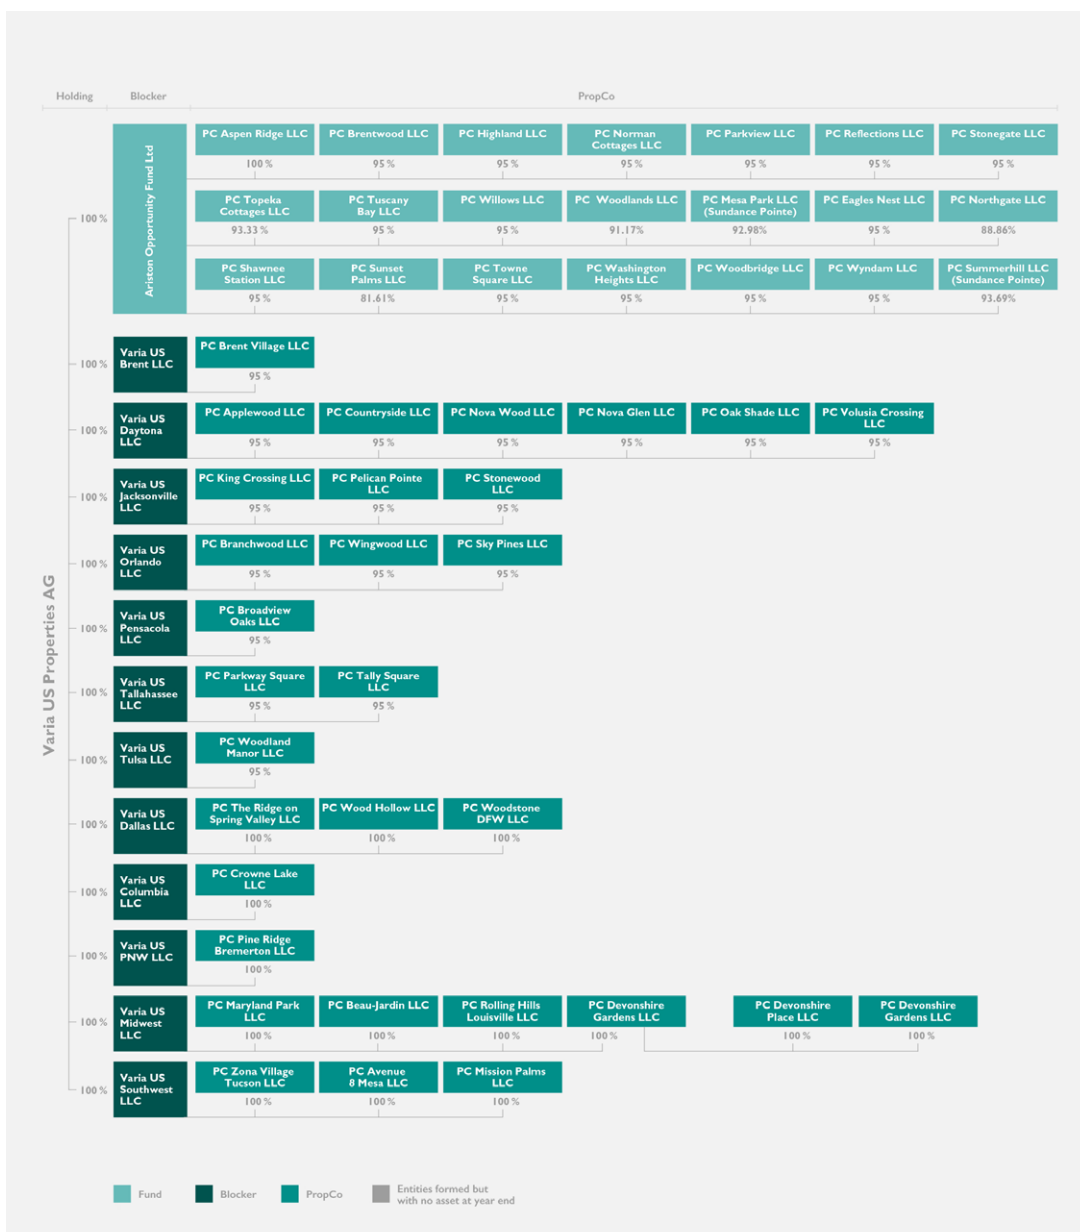 Holding
Blocker
PropCo
Varia US Properties AG
100 %
Ariston Opportunity Fund Ltd
PC Aspen Ridge LLC
100 %
PC Brentwood LLC
95 %
PC Highland LLC
95 %
PC Norman
Cottages LLC
95 %
PC Parkview LLC
95 %
PC Reflections LLC
95 %
PC Stonegate LLC
95 %
PC Topeka
Cottages LLC
93.33%
PC Tuscany
Bay LLC
95 %
PC Willows LLC
95 %
PC Woodlands LLC
91.17%
PC Mesa Park LLC
(Sundance Pointe)
92.98%
PC Eagles Nest LLC
95 %
PC Northgate LLC
88.86%
PC Shawnee
Station LLC
95 %
PC Sunset
Palms LLC
81.61%
PC Towne
Square LLC
95 %
PC Washington
Heights LLC
95 %
PC Woodbridge LLC
95 %
PC Wyndam LLC
95 %
PC Summerhill LLC
(Sundance Pointe)
93.69%
100 %
Varia US
Brent LLC
PC Brent Village LLC
95 %
100 %
Varia US
Daytona
LLC
PC Applewood LLC
95 %
PC Countryside LLC
95 %
PC Nova Wood LLC
95 %
PC Nova Glen LLC
95 %
PC Oak Shade LLC
95 %
PC Volusia Crossing
LLC
95 %
100 %
Varia US
Jacksonville
LLC
PC King Crossing LLC
95 %
PC Pelican Pointe
LLC
95 %
PC Stonewood
LLC
95 %
100 %
Varia US
Orlando
LLC
PC Branchwood LLC
95 %
PC Wingwood LLC
95 %
PC Sky Pines LLC
95 %
100 %
Varia US
Pensacola
LLC
PC Broadview
Oaks LLC
95 %
100 %
Varia US
Tallahassee
LLC
PC Parkway Square
LLC
95 %
PC Tally Square
LLC
95 %
100 %
Varia US
Tulsa LLC
PC Woodland
Manor LLC
95 %
100 %
Varia US
Dallas LLC
PC The Ridge on
Spring Valley LLC
100 %
PC Wood Hollow LLC
100 %
PC Woodstone
DFW LLC
100 %
100 %
Varia US
Columbia
LLC
PC Crowne Lake
LLC
100 %
100 %
Varia US
PNW LLC
PC Pine Ridge
Bremerton LLC
100 %
100 %
Varia US
Midwest
LLC
PC Maryland Park
LLC
100 %
PC Beau-Jardin LLC
100 %
PC Rolling Hills
Louisville LLC
100 %
PC Devonshire
Gardens LLC
100 %
PC Devonshire
Place LLC
100 %
PC Devonshire
Gardens LLC
100 %
100 %
Varia US
Southwest
LLC
PC Zona Village
Tucson LLC
100 %
PC Avenue
8 Mesa LLC
100 %
PC Mission Palms
LLC
100 %
Fund
Blocker
PropCo
Entities formed but
with no asset at year end